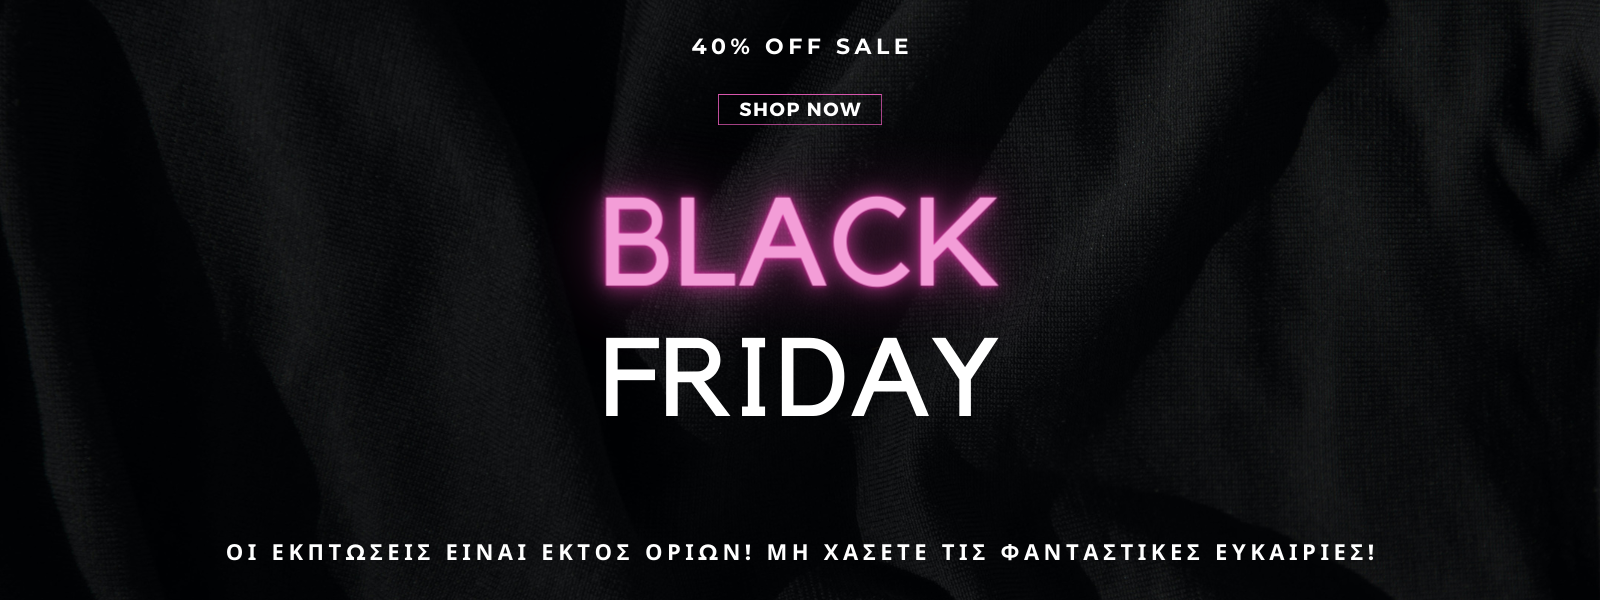 40% OFF SALE
SHOP NOW
BLACK
FRIDAY
ΟΙ ΕΚΠΤΩΣΕΙΣ ΕΙΝΑΙ ΕΚΤΟΣ ΟΡΙΩΝ! ΜΗ ΧΑΣΕΤΕ ΤΙΣ ΦΑΝΤΑΣΤΙΚΕΣ ΕΥΚΑΙΡΙΕΣ!